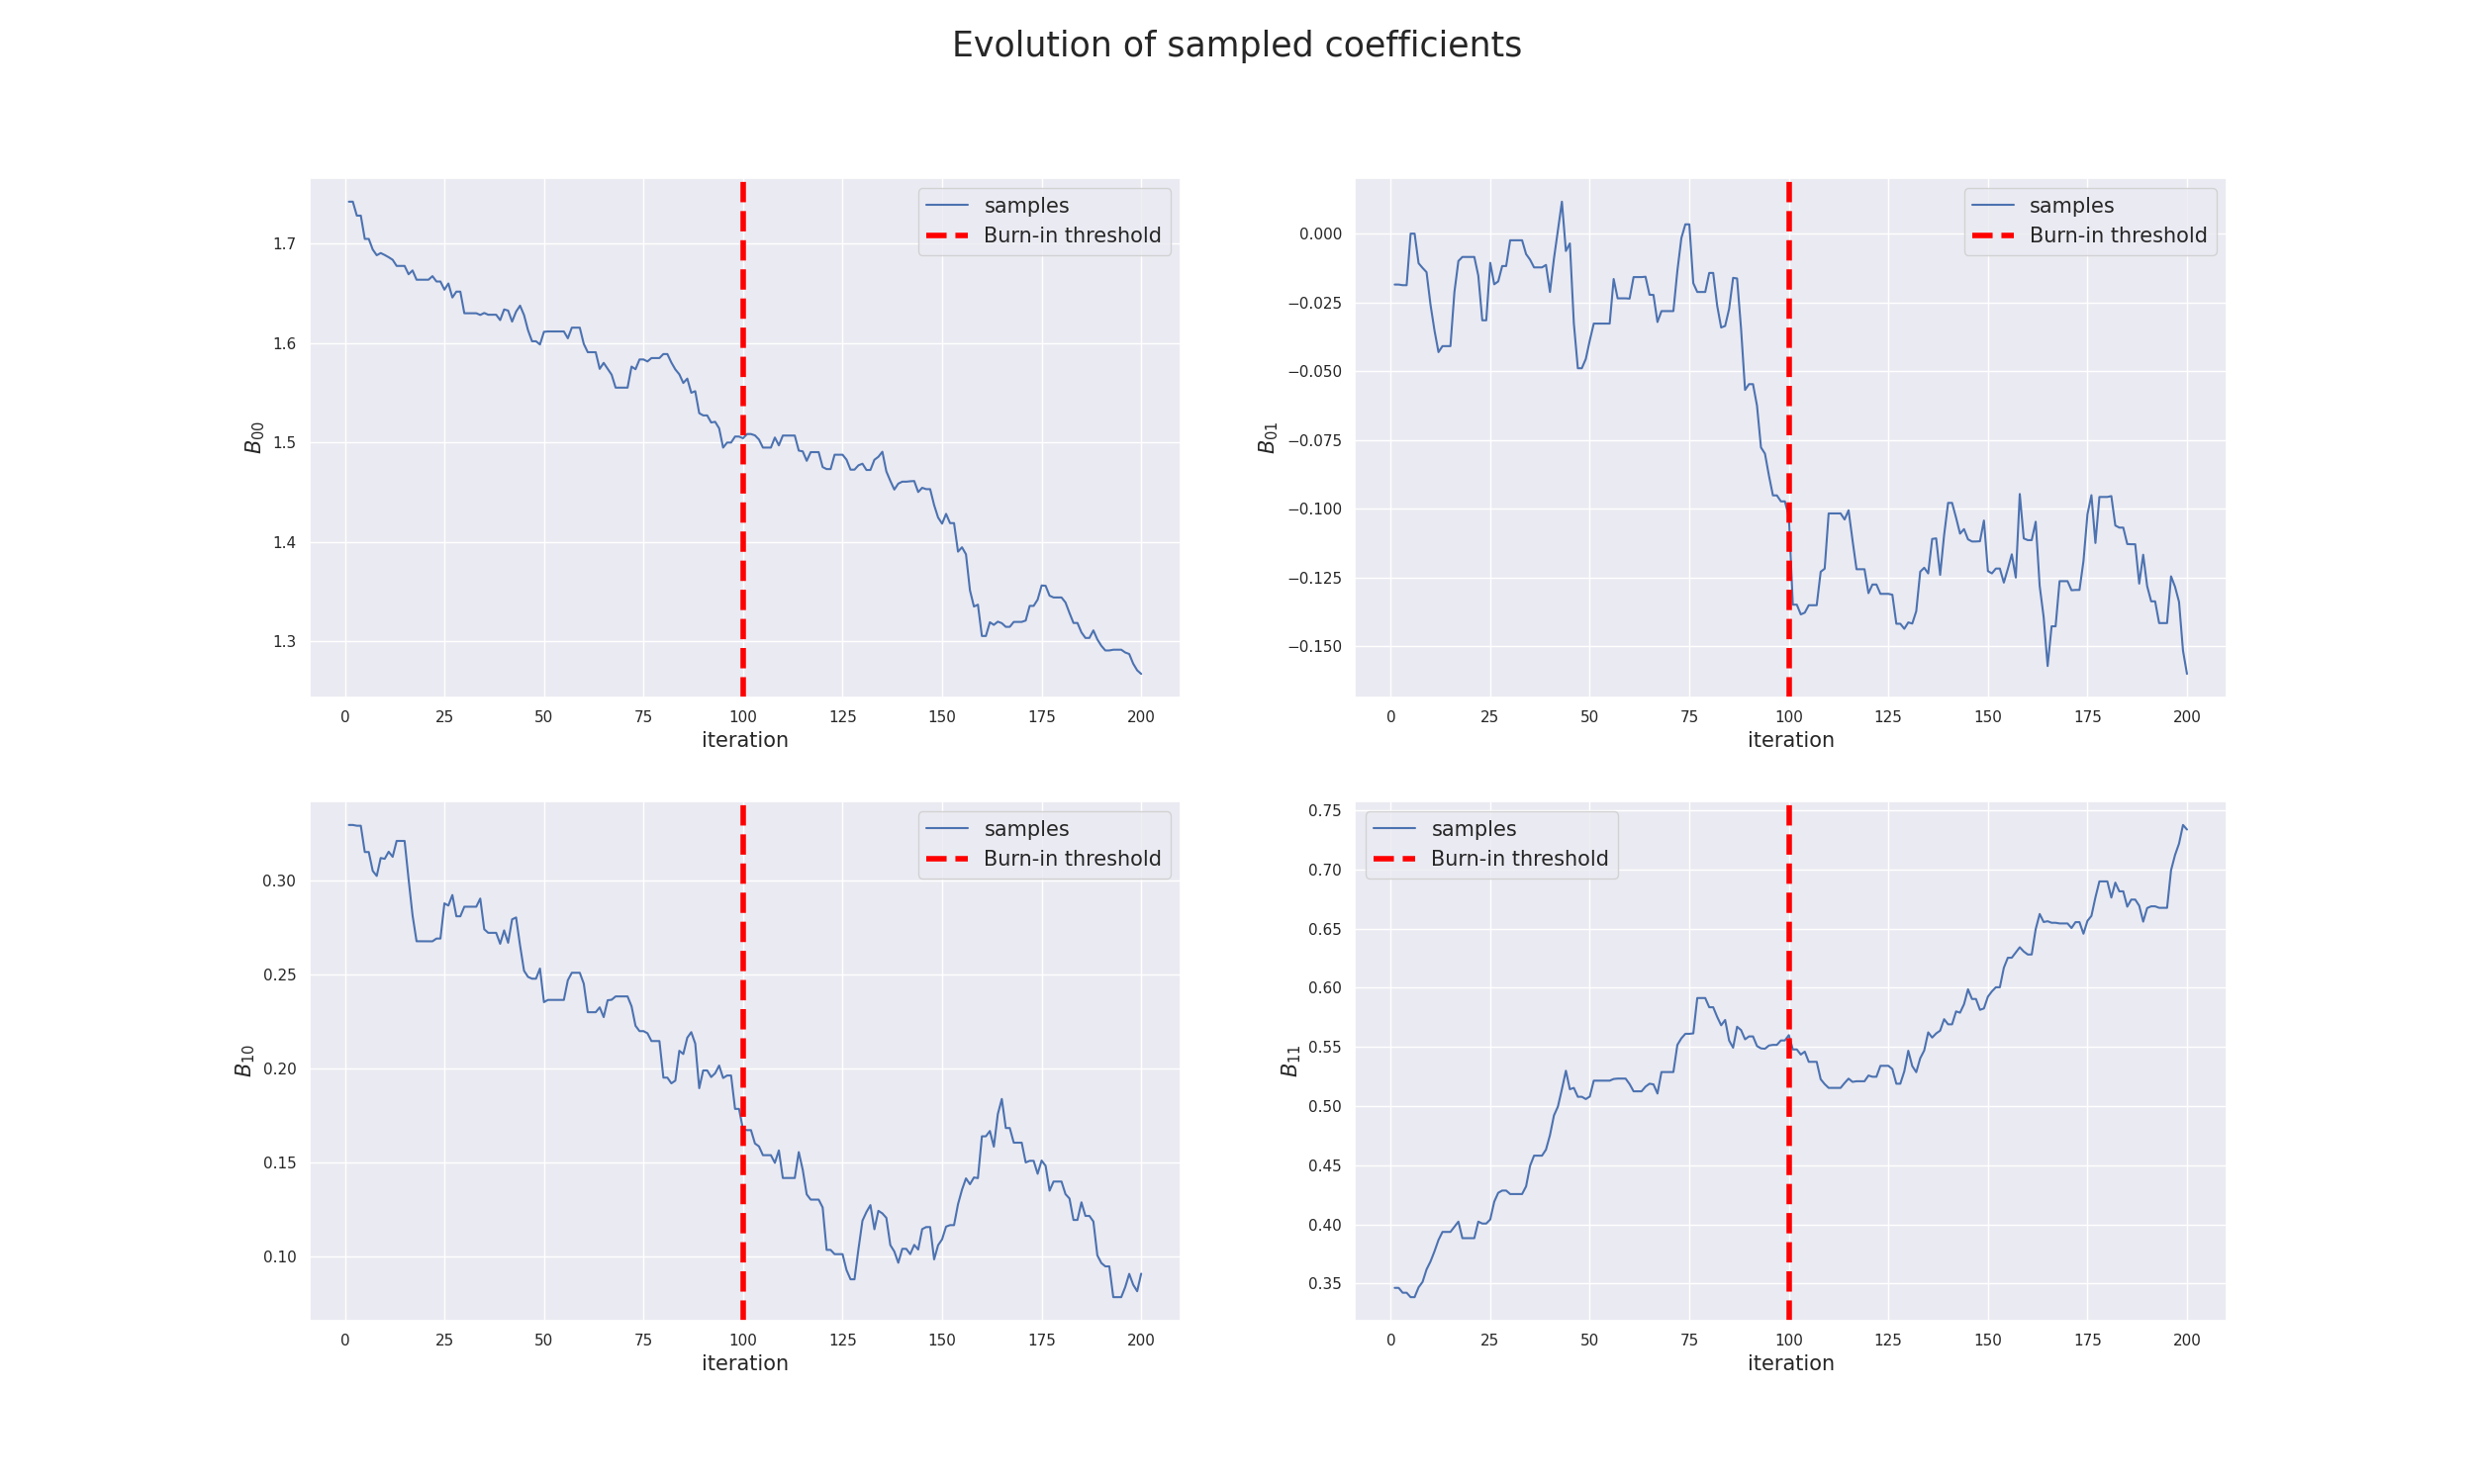 Evolution of sampled coefficients
samples
Burn-in threshold
B00
1.7
1.6
1.5
1.4
1.3
0 25 50 75 100 125 150 175 200
iteration
samples
Burn-in threshold
B01
0.000
−0.025
−0.050
−0.075
−0.100
−0.125
−0.150
0 25 50 75 100 125 150 175 200
iteration
samples
Burn-in threshold
B10
0.30
0.25
0.20
0.15
0.10
0 25 50 75 100 125 150 175 200
iteration
samples
Burn-in threshold
B11
0.75
0.70
0.65
0.60
0.55
0.50
0.45
0.40
0.35
0 25 50 75 100 125 150 175 200
iteration